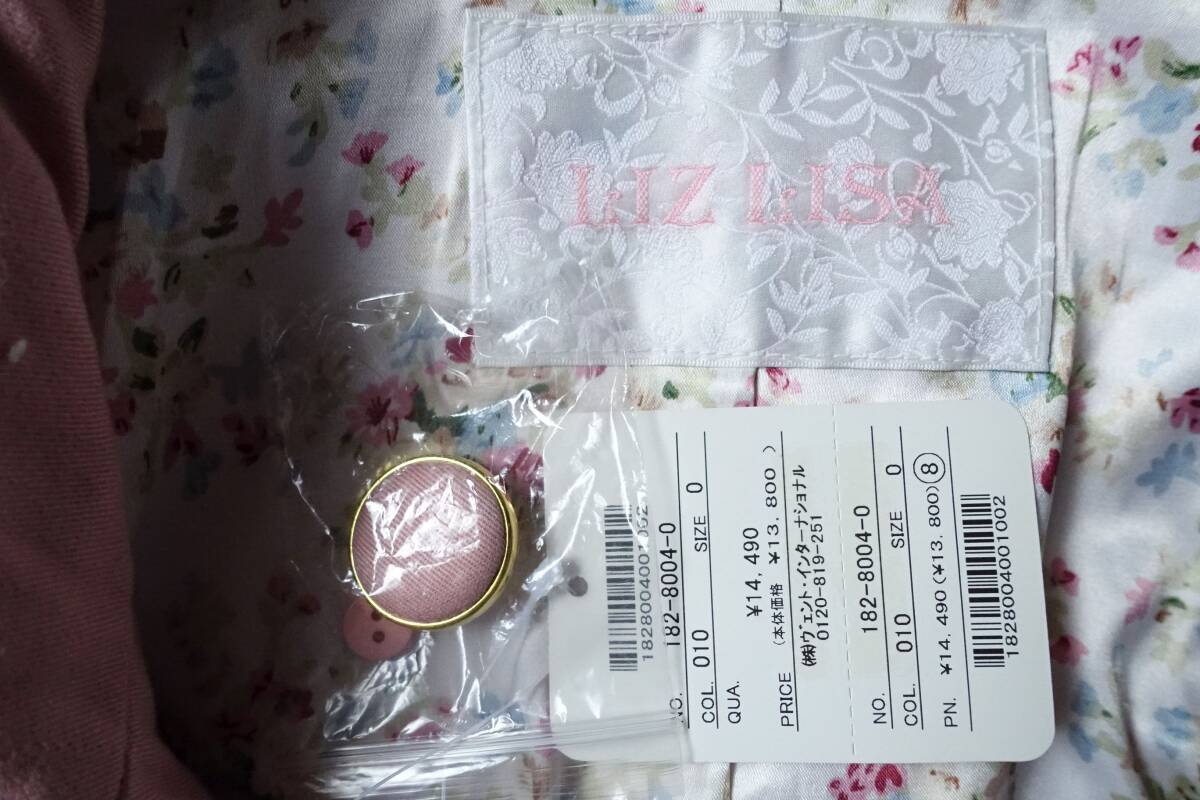 LIZ LISA
1828004001002
NO. 182-8004-0
COL. 010 SIZE 0
QUA.
¥14,490
PRICE (本体価格 ¥13.800)
(株)ヴェント・インターナショナル
0120-819-251
NO. 182-8004-0
COL. 010 SIZE 0
PN. ¥14.490(¥13.800)⑧
1828004001002